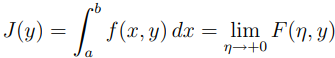 J(y) = ∫_a^b f(x, y) dx = lim_{η→+0} F(η, y)